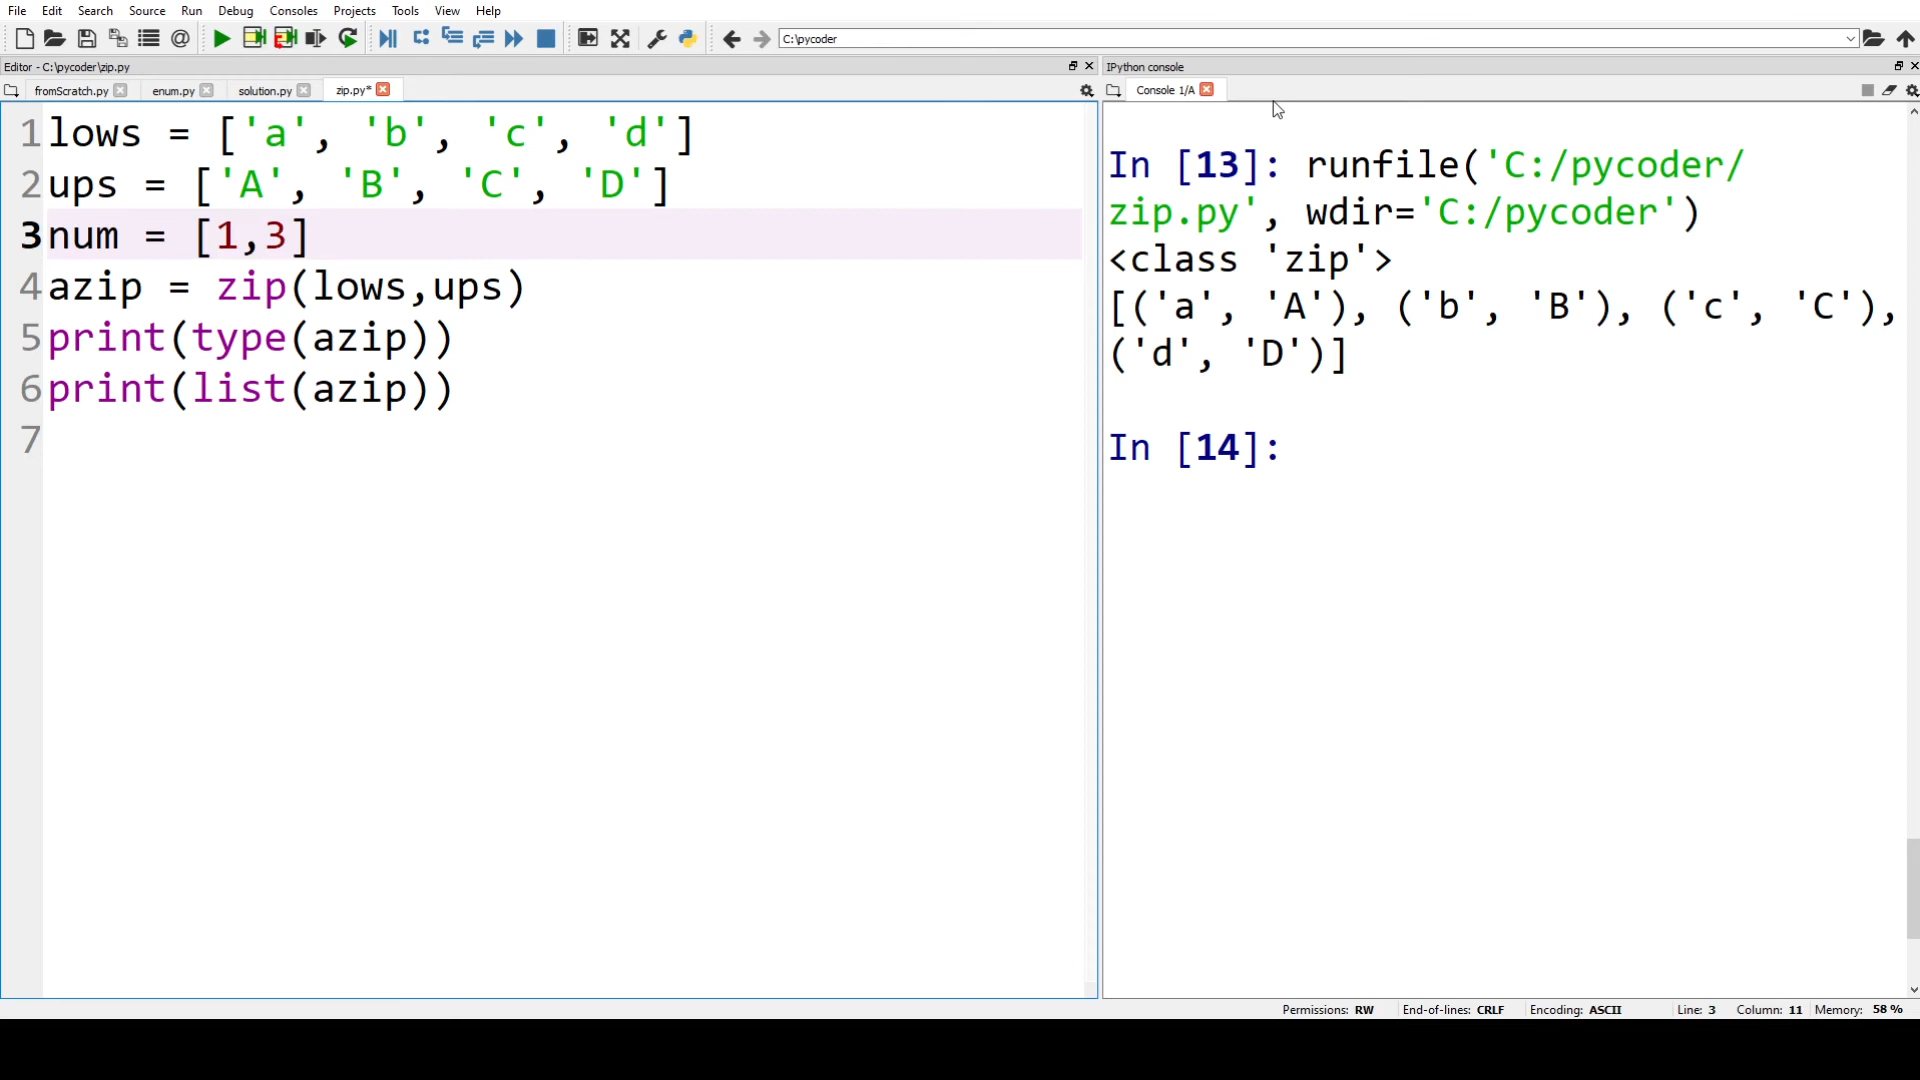 File Edit Search Source Run Debug Consoles Projects Tools View Help
C:\pycoder
Editor - C:\pycoder\zip.py
fromScratch.py enum.py solution.py zip.py*
1 lows = ['a', 'b', 'c', 'd']
2 ups = ['A', 'B', 'C', 'D']
3 num = [1,3]
4 azip = zip(lows,ups)
5 print(type(azip))
6 print(list(azip))
7
IPython console
Console 1/A
In [13]: runfile('C:/pycoder/
zip.py', wdir='C:/pycoder')
<class 'zip'>
[('a', 'A'), ('b', 'B'), ('c', 'C'),
('d', 'D')]
In [14]:
Permissions: RW End-of-lines: CRLF Encoding: ASCII Line: 3 Column: 11 Memory: 58 %